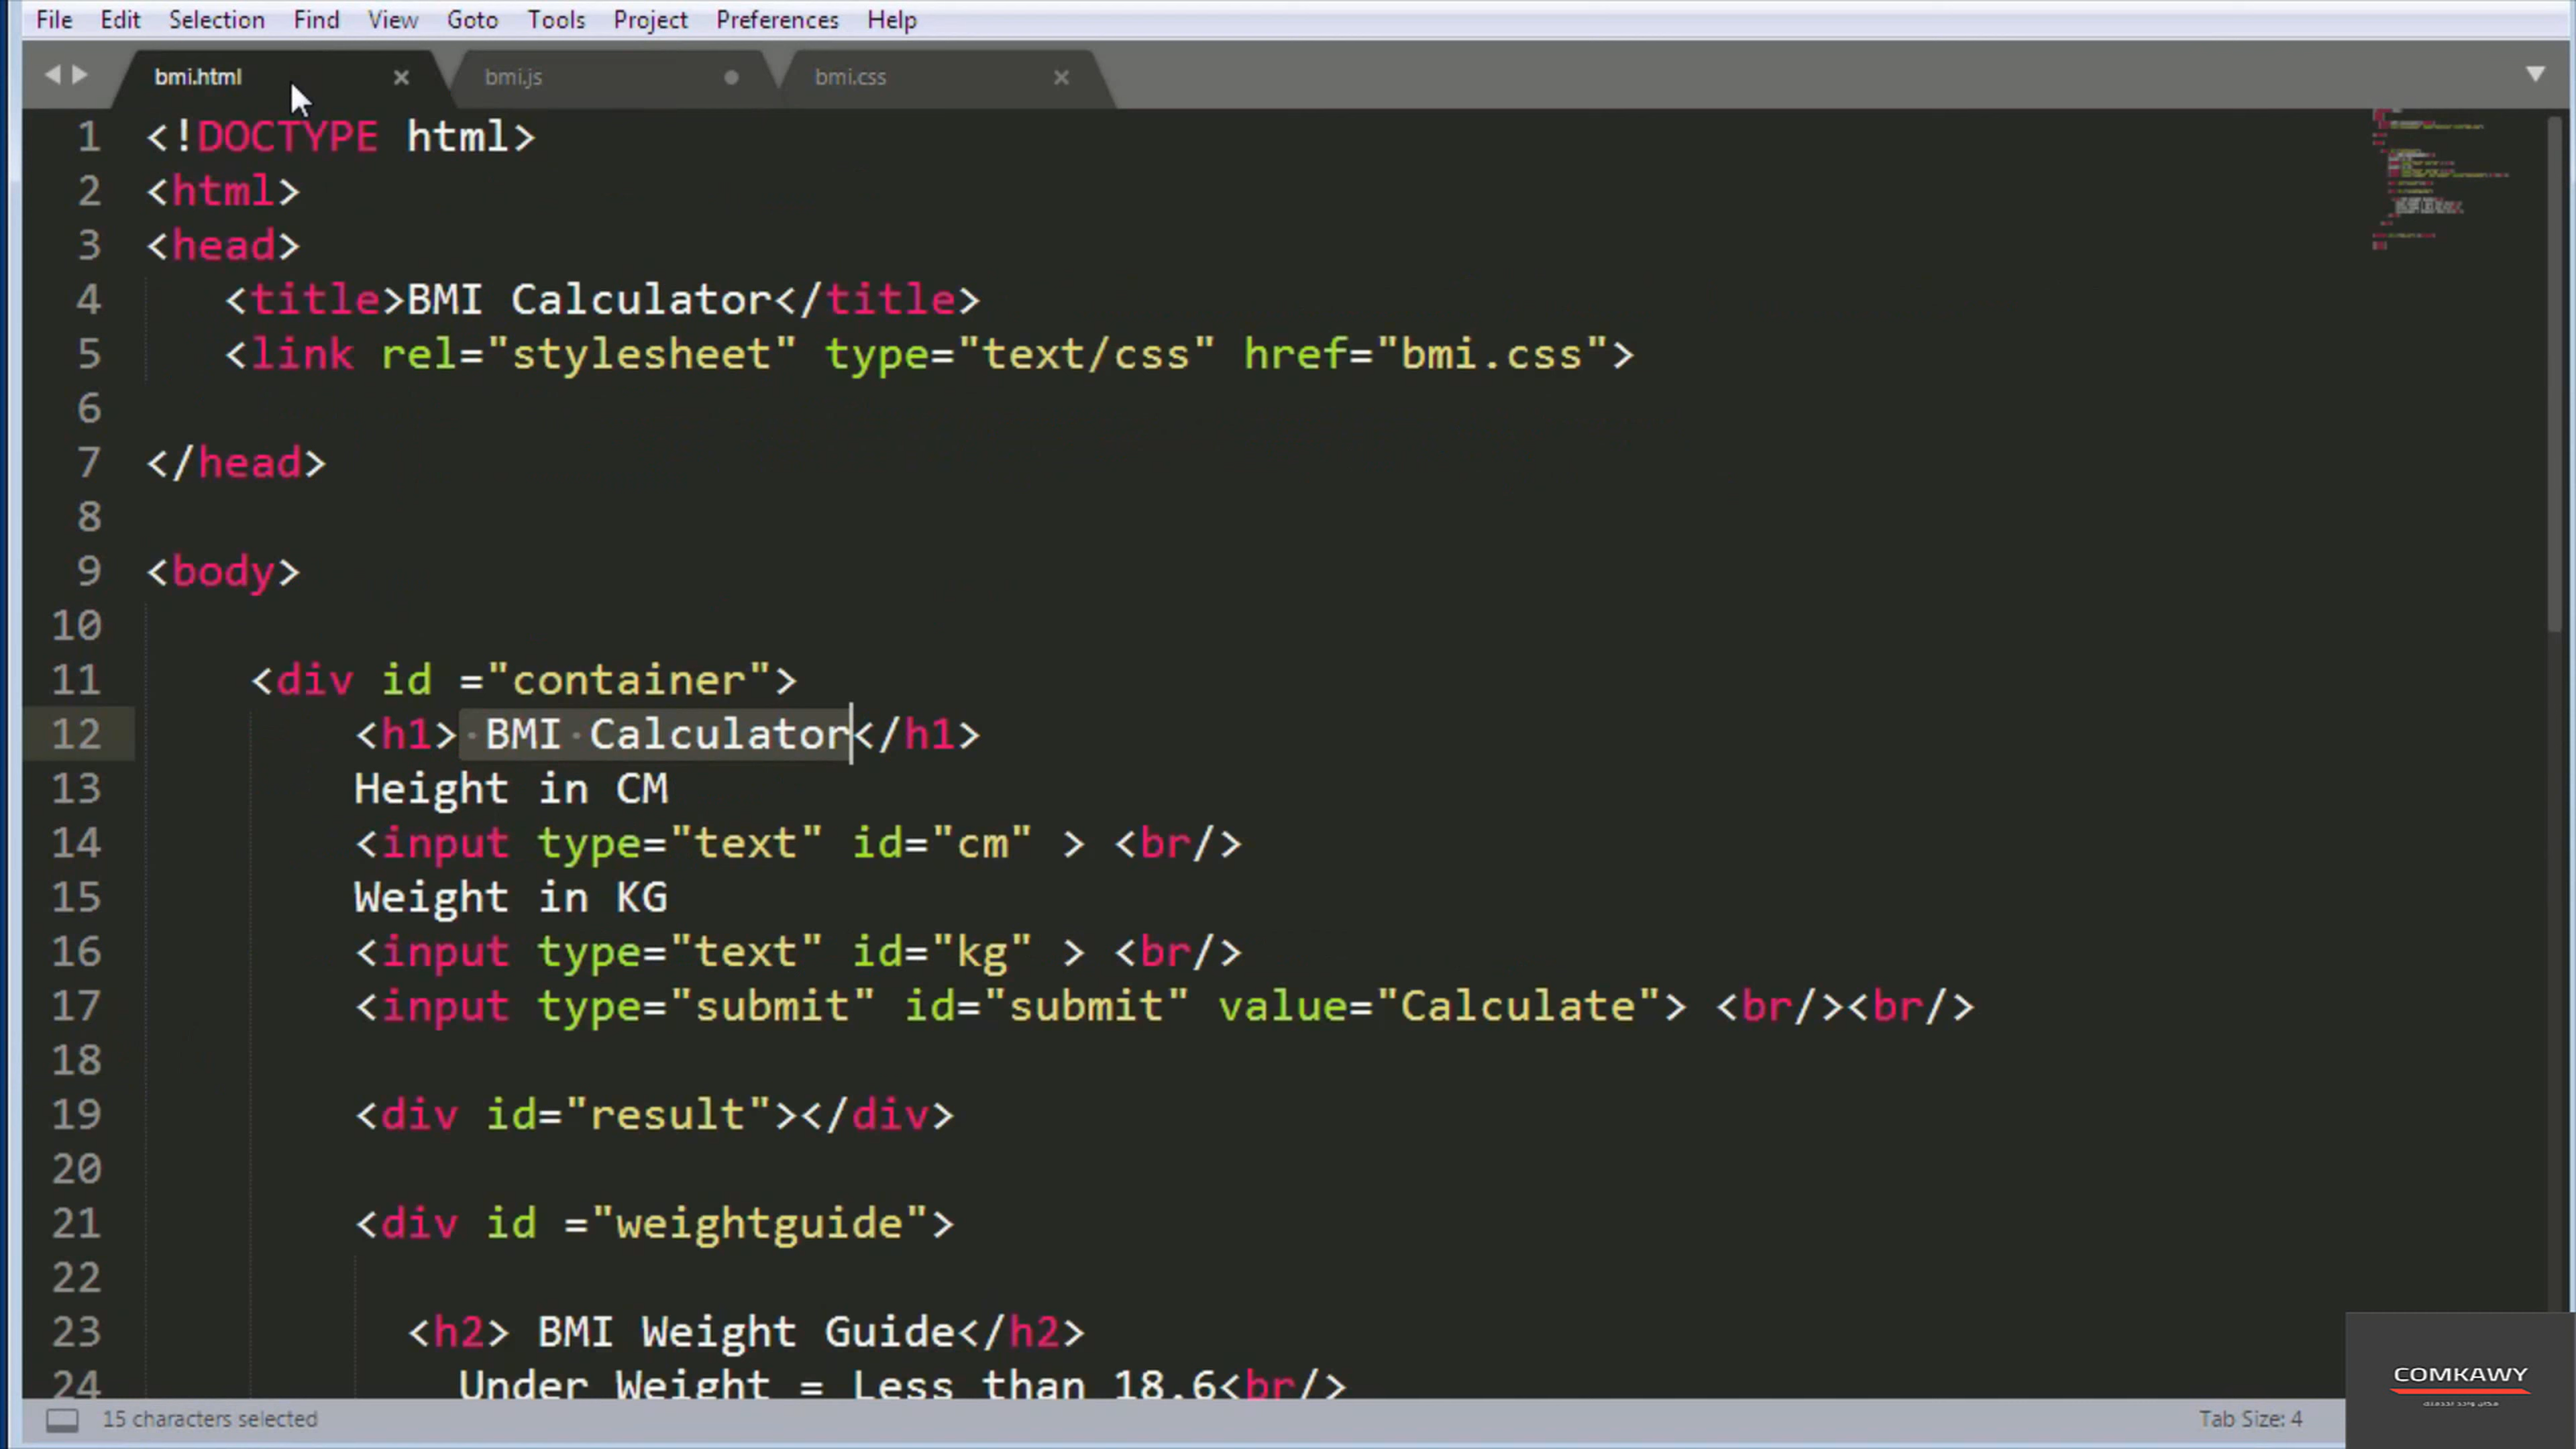 File Edit Selection Find View Goto Tools Project Preferences Help
bmi.html bmi.js bmi.css
1 <!DOCTYPE html>
2 <html>
3 <head>
4 <title>BMI Calculator</title>
5 <link rel="stylesheet" type="text/css" href="bmi.css">
6
7 </head>
8
9 <body>
10
11 <div id ="container">
12 <h1> BMI Calculator</h1>
13 Height in CM
14 <input type="text" id="cm" > <br/>
15 Weight in KG
16 <input type="text" id="kg" > <br/>
17 <input type="submit" id="submit" value="Calculate"> <br/><br/>
18
19 <div id="result"></div>
20
21 <div id ="weightguide">
22
23 <h2> BMI Weight Guide</h2>
24 Under Weight = Less than 18.6<br/>
15 characters selected Tab Size: 4
COMKAWY